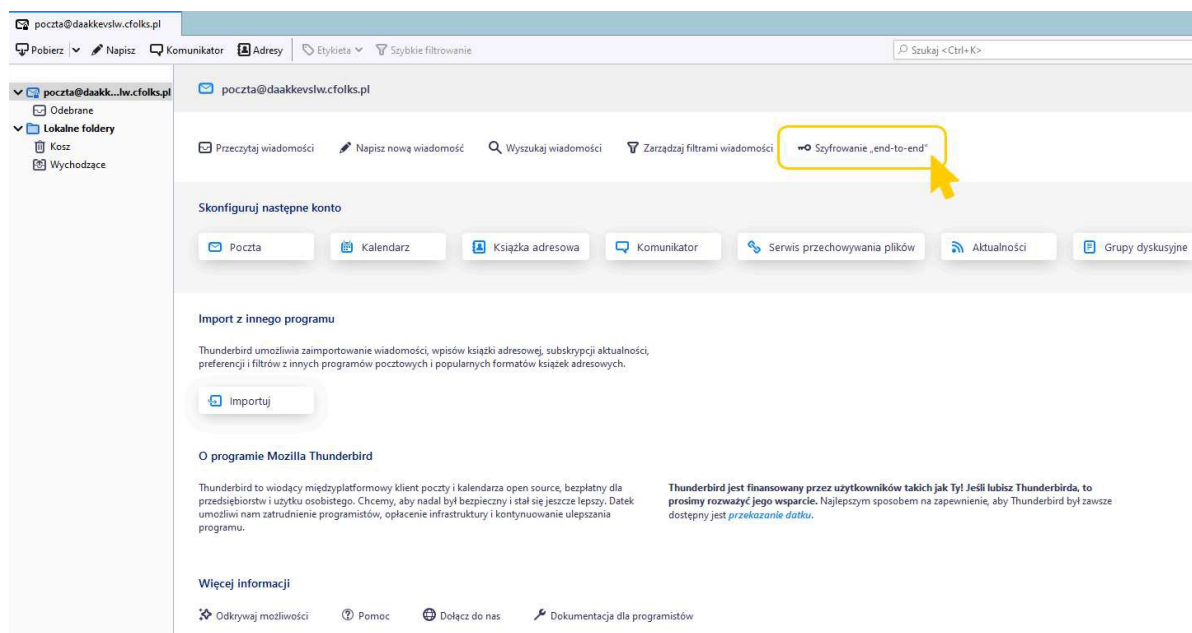 poczta@daakkevslw.cfolks.pl
Pobierz Napisz Komunikator Adresy Etykieta Szybkie filtrowanie Szukaj <Ctrl+K>
poczta@daakk...lw.cfolks.pl
Odebrane
Lokalne foldery
Kosz
Wychodzące
poczta@daakkevslw.cfolks.pl
Przeczytaj wiadomości Napisz nową wiadomość Wyszukaj wiadomości Zarządzaj filtrami wiadomości Szyfrowanie „end-to-end”
Skonfiguruj następne konto
Poczta Kalendarz Książka adresowa Komunikator Serwis przechowywania plików Aktualności Grupy dyskusyjne
Import z innego programu
Thunderbird umożliwia zaimportowanie wiadomości, wpisów książki adresowej, subskrypcji aktualności,
preferencji i filtrów z innych programów pocztowych i popularnych formatów książek adresowych.
Importuj
O programie Mozilla Thunderbird
Thunderbird to wiodący międzyplatformowy klient poczty i kalendarza open source, bezpłatny dla
przedsiębiorstw i użytku osobistego. Chcemy, aby nadal był bezpieczny i stał się jeszcze lepszy. Datek
umożliwi nam zatrudnienie programistów, opłacenie infrastruktury i kontynuowanie ulepszania
programu.
Thunderbird jest finansowany przez użytkowników takich jak Ty! Jeśli lubisz Thunderbirda, to
prosimy rozważyć jego wsparcie. Najlepszym sposobem na zapewnienie, aby Thunderbird był zawsze
dostępny jest przekazanie datku.
Więcej informacji
Odkrywaj możliwości Pomoc Dołącz do nas Dokumentacja dla programistów